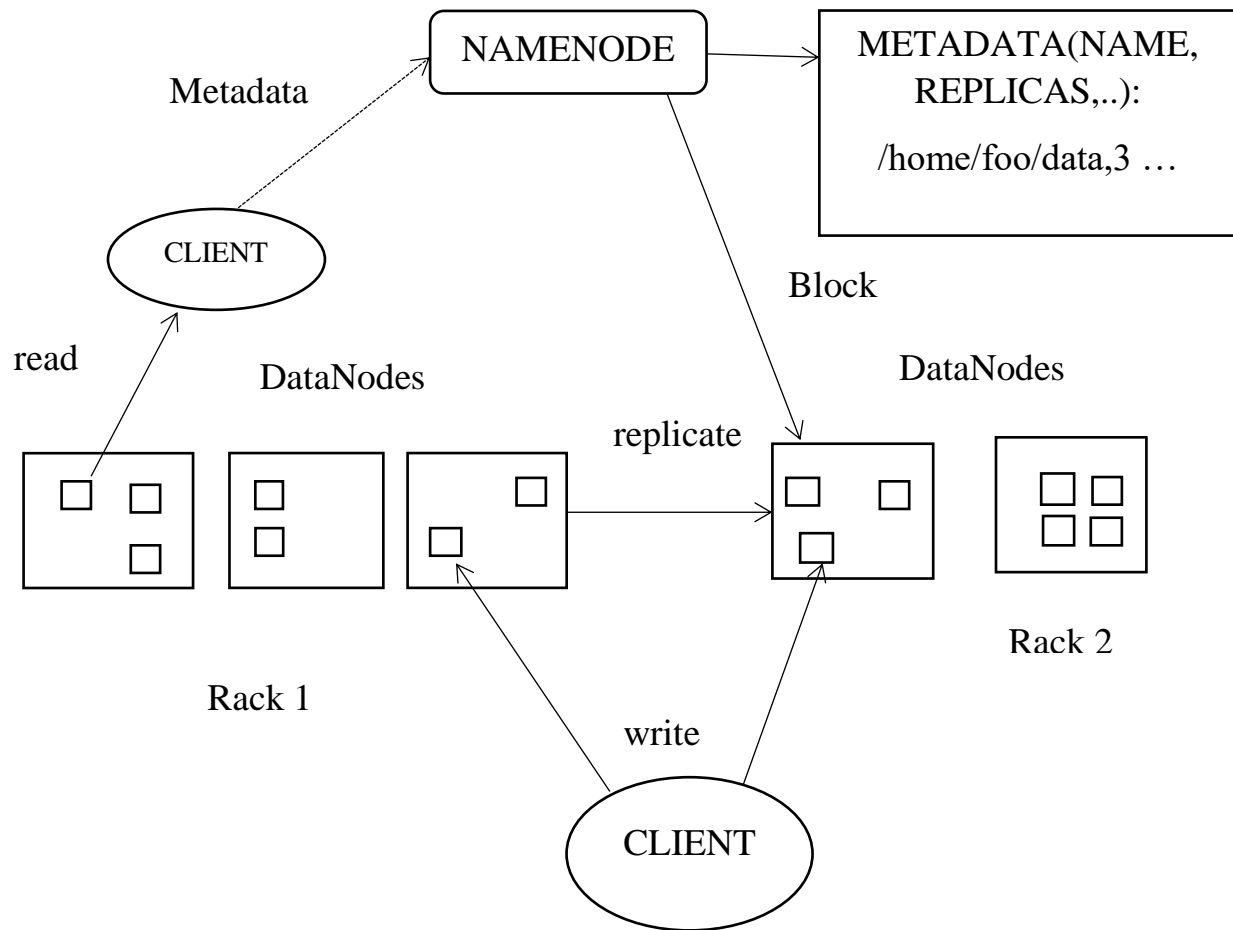 NAMENODE
METADATA(NAME,
REPLICAS,..):
/home/foo/data,3 …
Metadata
CLIENT
Block
read
DataNodes
DataNodes
replicate
Rack 1
Rack 2
write
CLIENT